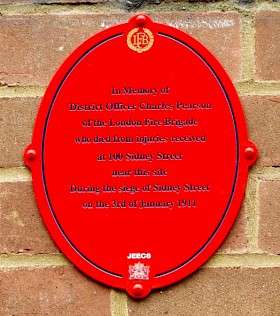 LFB
In Memory of
District Officer Charles Pearson
of the London Fire Brigade
who died from injuries received
at 100 Sidney Street
near this site
During the siege of Sidney Street
on the 3rd of January 1911
JEECS